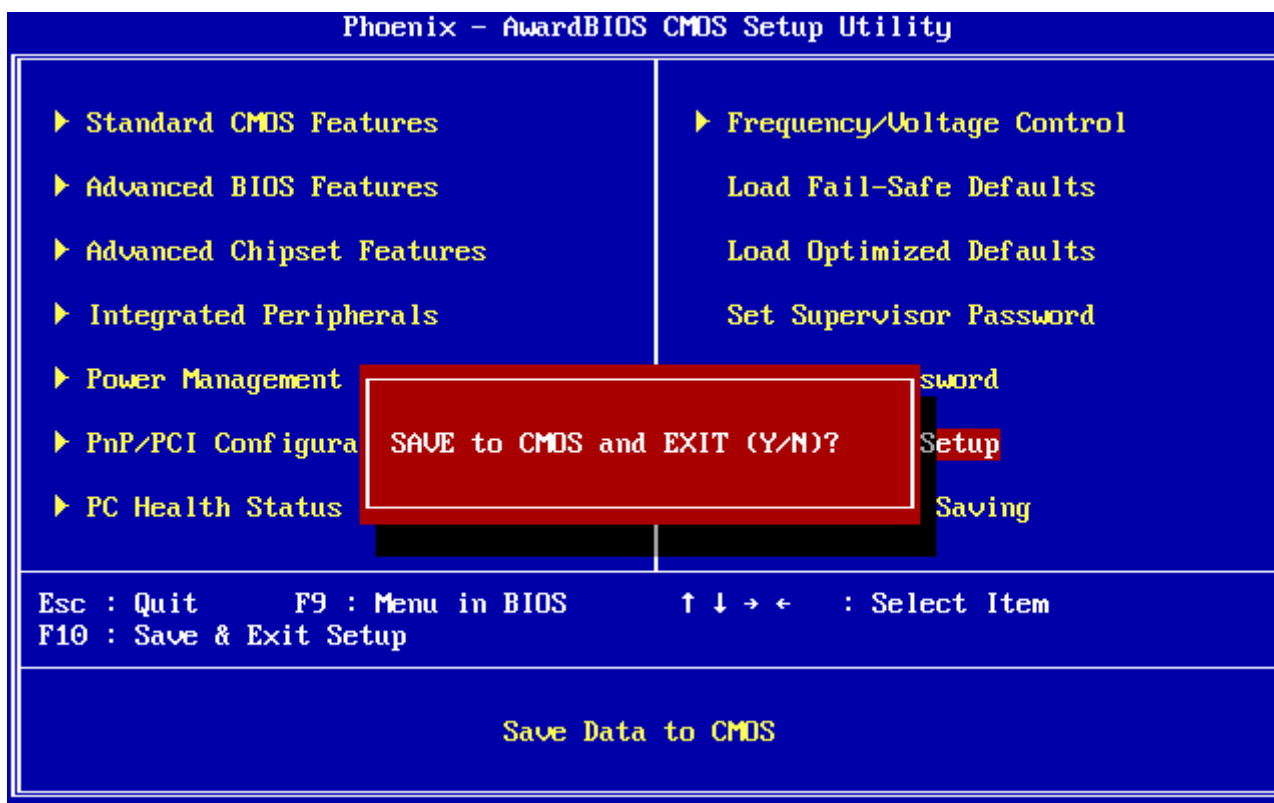 Phoenix - AwardBIOS CMOS Setup Utility
Standard CMOS Features
Advanced BIOS Features
Advanced Chipset Features
Integrated Peripherals
Power Management
PnP/PCI Configura
PC Health Status
Frequency/Voltage Control
Load Fail-Safe Defaults
Load Optimized Defaults
Set Supervisor Password
sword
Setup
Saving
SAVE to CMOS and EXIT (Y/N)?
Esc : Quit F9 : Menu in BIOS ↑ ↓ → ← : Select Item
F10 : Save & Exit Setup
Save Data to CMOS